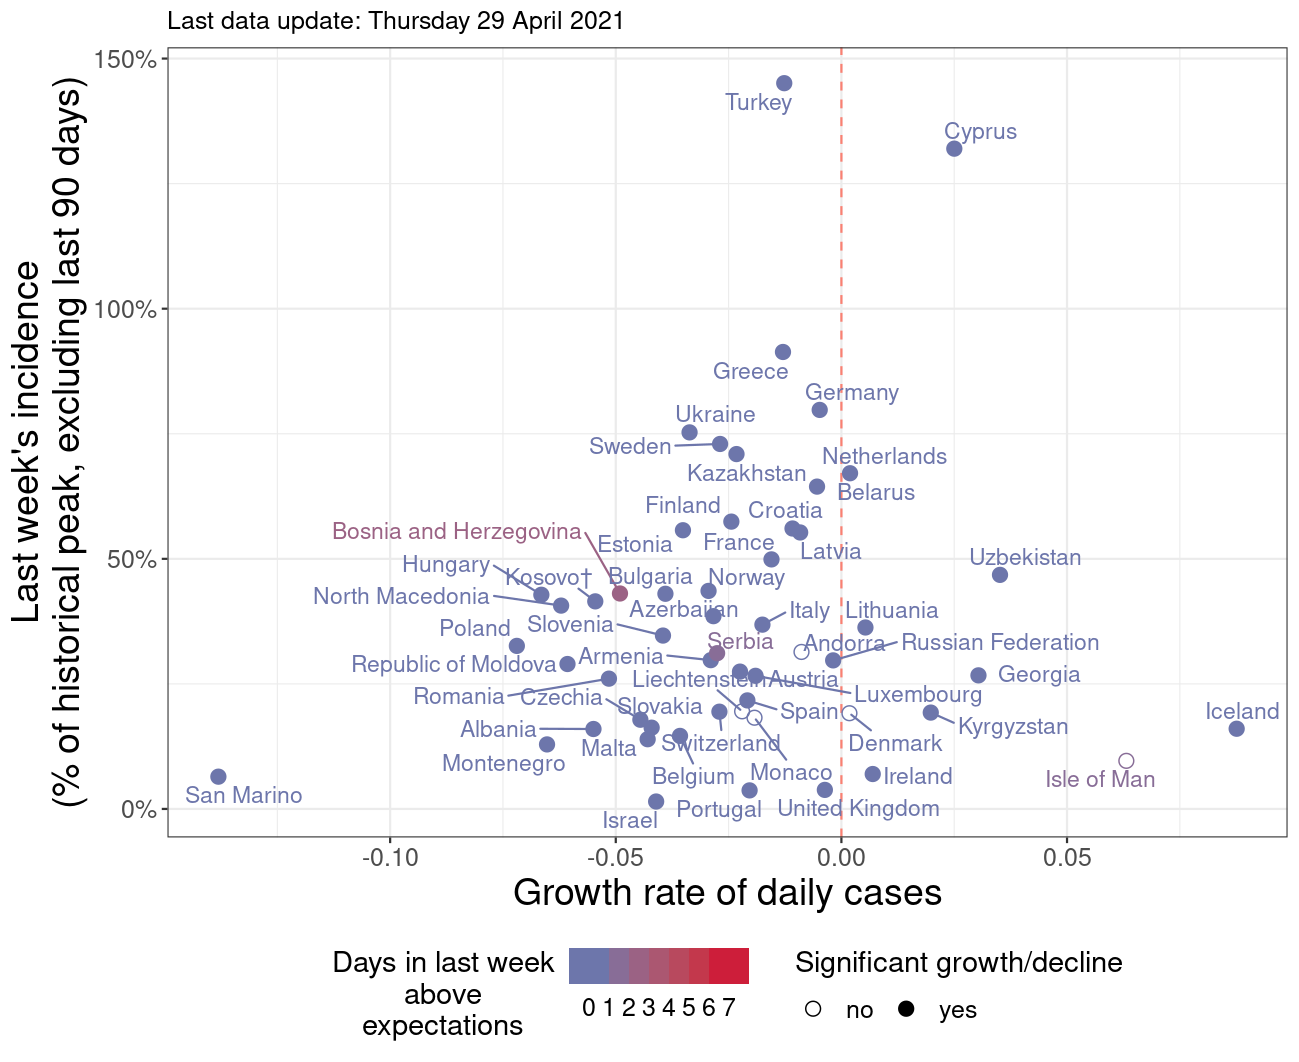 Last data update: Thursday 29 April 2021
Last week's incidence
(% of historical peak, excluding last 90 days)
150%
100%
50%
0%
Turkey
Cyprus
Greece
Germany
Ukraine
Sweden
Netherlands
Kazakhstan
Belarus
Finland
Croatia
Bosnia and Herzegovina
Estonia
France
Latvia
Uzbekistan
Hungary
Kosovo†
Bulgaria
Norway
North Macedonia
Azerbaijan
Italy
Lithuania
Poland
Slovenia
Serbia
Andorra
Russian Federation
Republic of Moldova
Armenia
Liechtenstein
Austria
Georgia
Romania
Czechia
Slovakia
Luxembourg
Spain
Iceland
Albania
Malta
Switzerland
Denmark
Kyrgyzstan
Montenegro
Belgium
Monaco
Ireland
Isle of Man
San Marino
Israel
Portugal
United Kingdom
-0.10
-0.05
0.00
0.05
Growth rate of daily cases
Days in last week
above
expectations
0 1 2 3 4 5 6 7
Significant growth/decline
no
yes